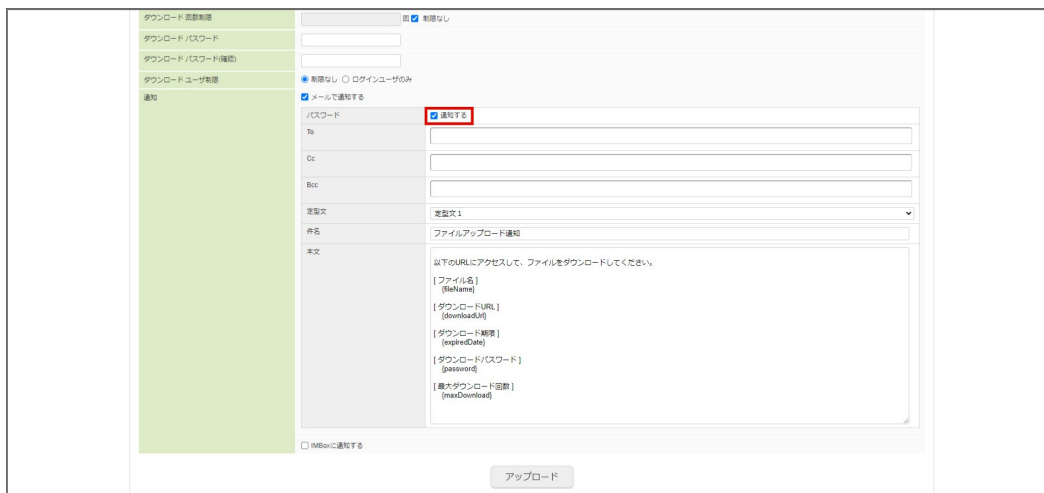 ダウンロード 回数制限 回 制限なし
ダウンロード パスワード
ダウンロード パスワード(確認)
ダウンロード ユーザ制限 制限なし ログインユーザのみ
通知 メールで通知する
パスワード 通知する
To
Cc
Bcc
定型文 定型文 1
件名 ファイルアップロード通知
本文
以下のURLにアクセスして、ファイルをダウンロードしてください。
[ ファイル名 ]
{fileName}
[ ダウンロードURL ]
{downloadUrl}
[ ダウンロード期限 ]
{expiredDate}
[ ダウンロードパスワード ]
{password}
[ 最大ダウンロード回数 ]
{maxDownload}
IMBoxに通知する
アップロード